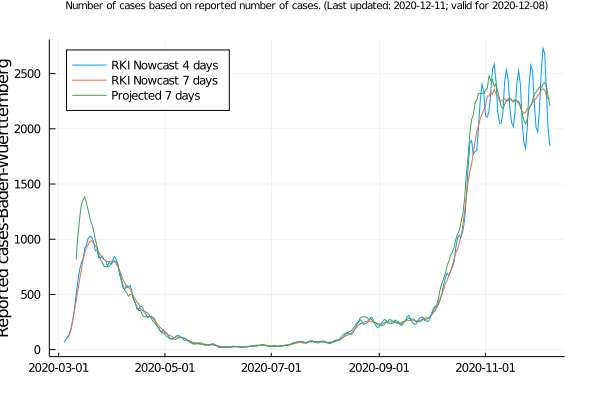 Number of cases based on reported number of cases. (Last updated: 2020-12-11; valid for 2020-12-08)
Reported cases-Baden-Wuerttemberg
RKI Nowcast 4 days
RKI Nowcast 7 days
Projected 7 days
2500
2000
1500
1000
500
0
2020-03-01 2020-05-01 2020-07-01 2020-09-01 2020-11-01